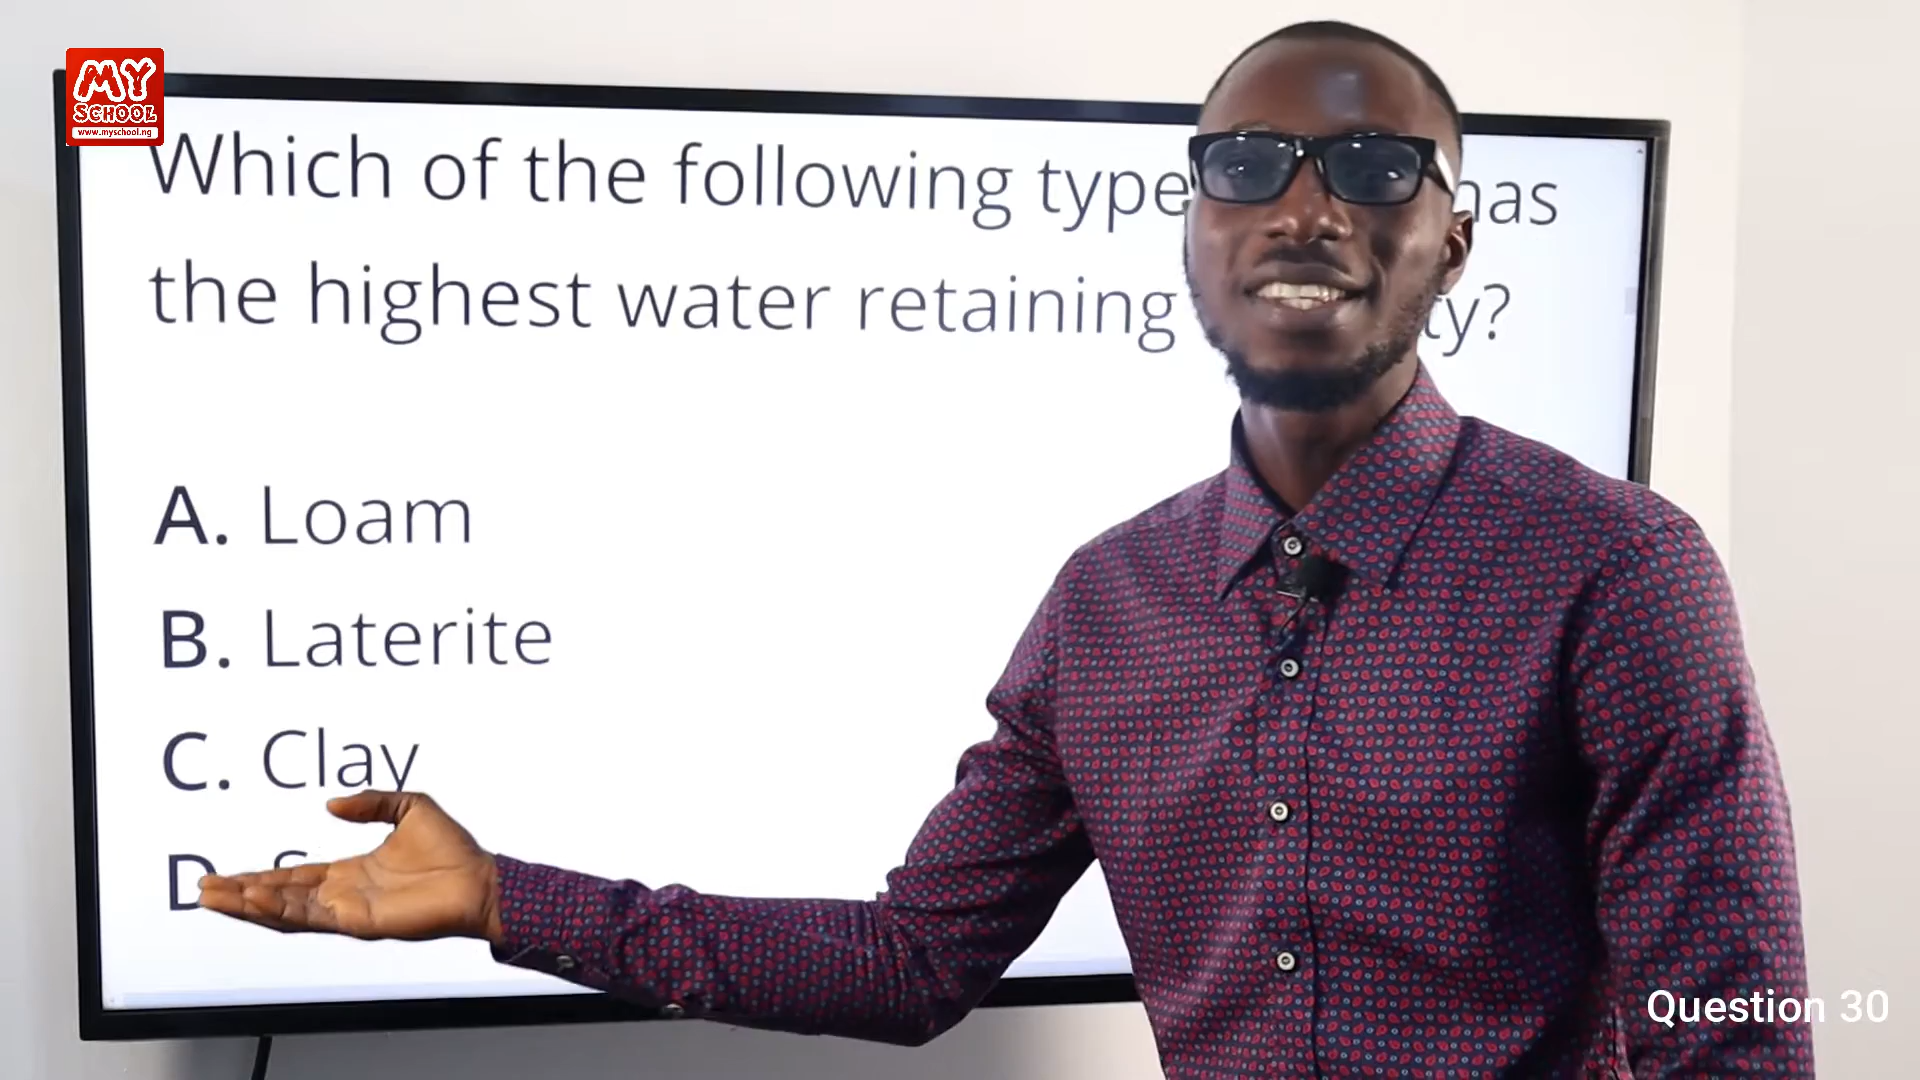 MY
SCHOOL
www.myschool.ng
Which of the following type has
the highest water retaining ty?
A. Loam
B. Laterite
C. Clay
D.
Question 30